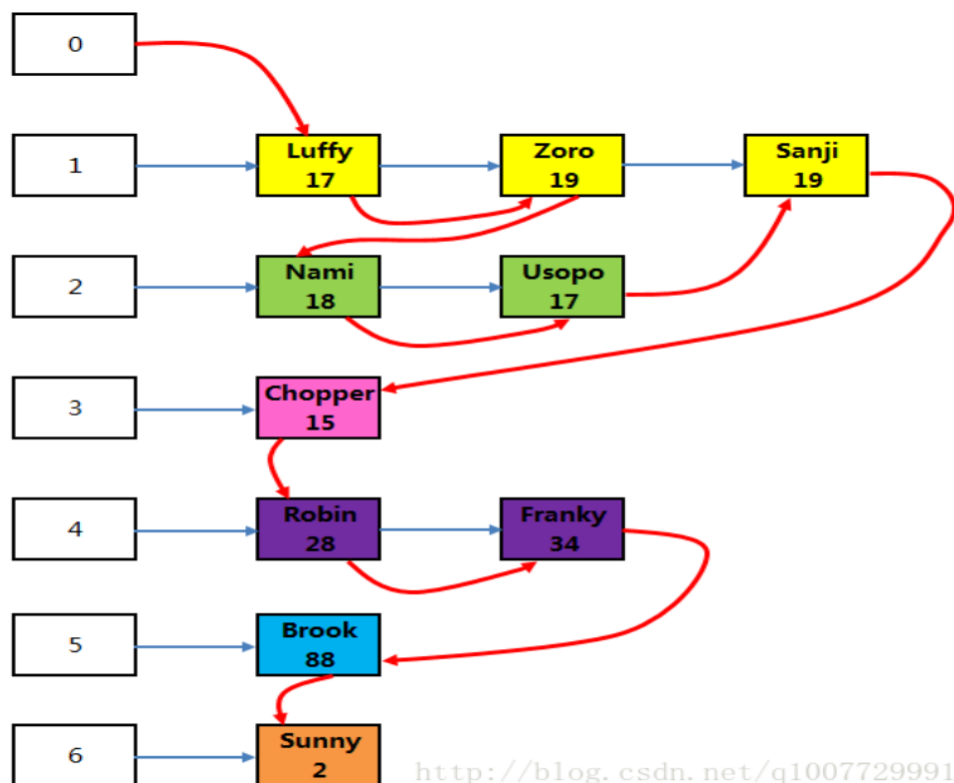 0
1
Luffy
17
Zoro
19
Sanji
19
2
Nami
18
Usopo
17
3
Chopper
15
4
Robin
28
Franky
34
5
Brook
88
6
Sunny
2
http://blog.csdn.net/q1007729991